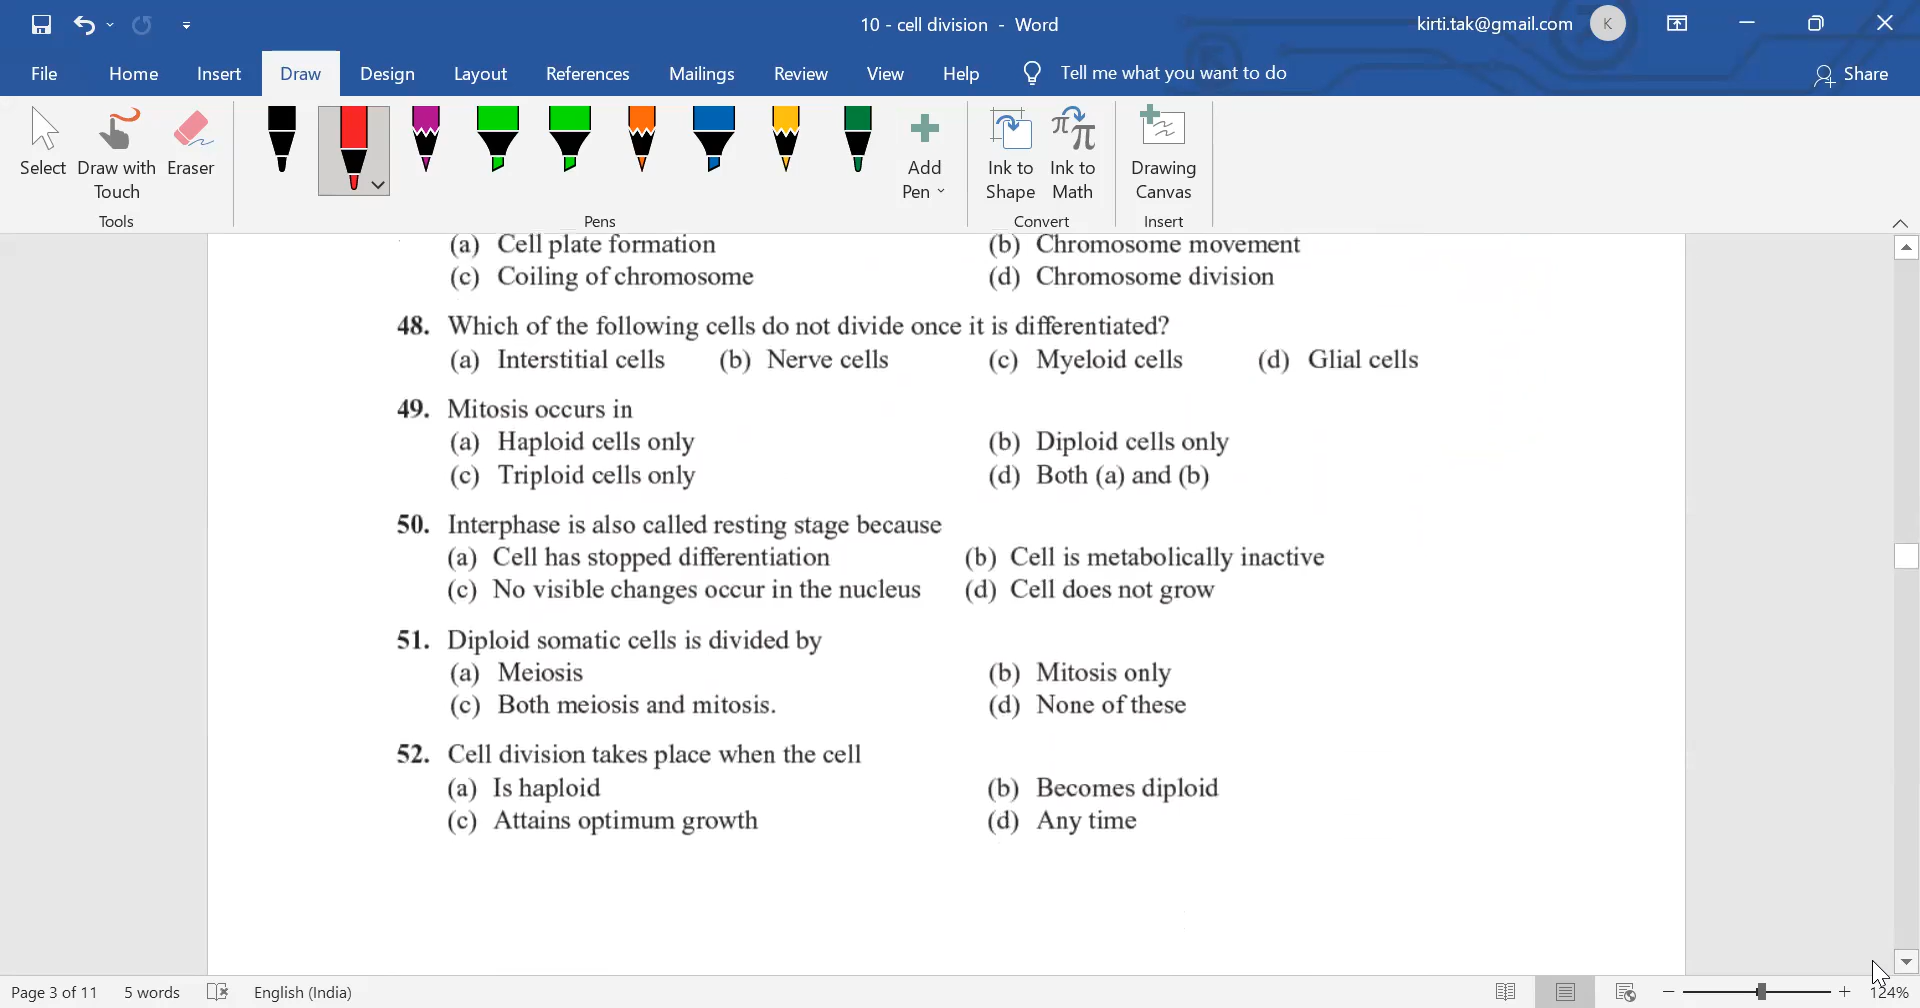 10 - cell division - Word
kirti.tak@gmail.com
K
File Home Insert Draw Design Layout References Mailings Review View Help Tell me what you want to do Share
Select Draw with Touch Eraser
Tools
Pens
Add Pen
Ink to Shape Ink to Math
Convert
Drawing Canvas
Insert
(a) Cell plate formation (b) Chromosome movement
(c) Coiling of chromosome (d) Chromosome division
48. Which of the following cells do not divide once it is differentiated?
(a) Interstitial cells (b) Nerve cells (c) Myeloid cells (d) Glial cells
49. Mitosis occurs in
(a) Haploid cells only (b) Diploid cells only
(c) Triploid cells only (d) Both (a) and (b)
50. Interphase is also called resting stage because
(a) Cell has stopped differentiation (b) Cell is metabolically inactive
(c) No visible changes occur in the nucleus (d) Cell does not grow
51. Diploid somatic cells is divided by
(a) Meiosis (b) Mitosis only
(c) Both meiosis and mitosis. (d) None of these
52. Cell division takes place when the cell
(a) Is haploid (b) Becomes diploid
(c) Attains optimum growth (d) Any time
Page 3 of 11 5 words English (India) 124%